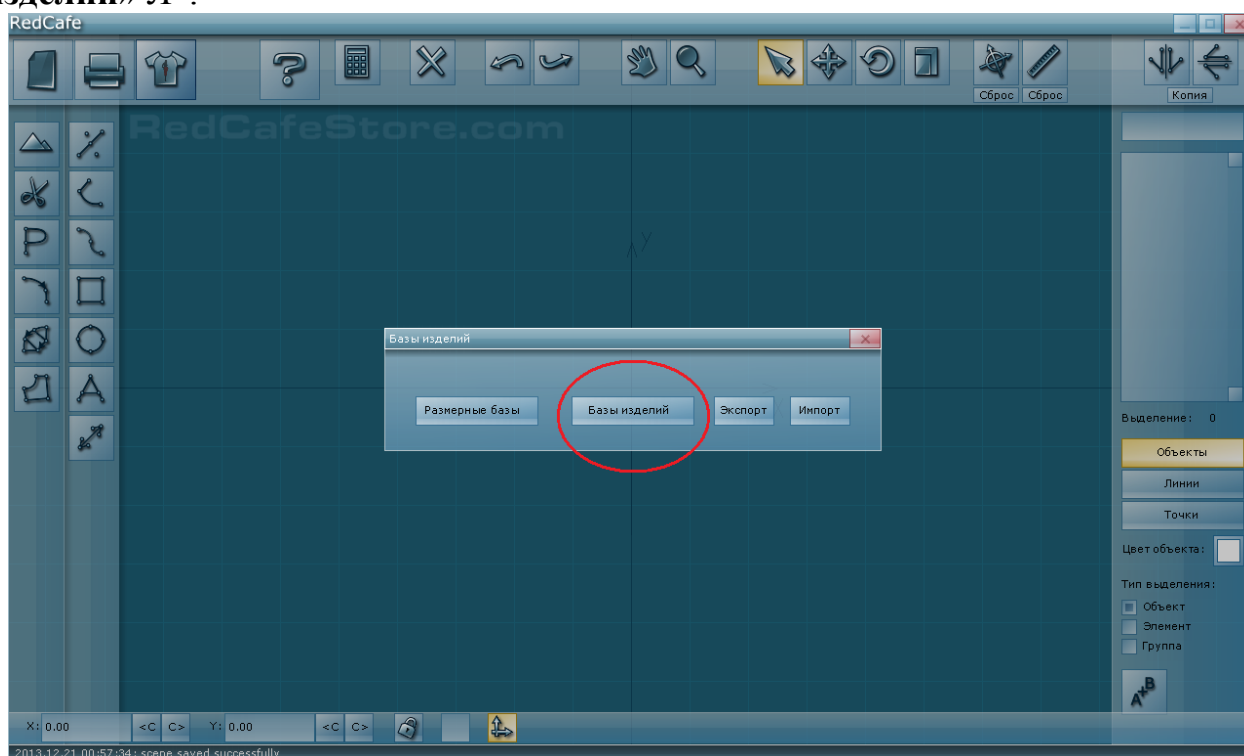 RedCafe
Сброс Сброс
Копия
RedCafeStore.com
y
Базы изделий
Размерные базы Базы изделий Экспорт Импорт
Выделение: 0
Объекты
Линии
Точки
Цвет объекта:
Тип выделения:
Объект
Элемент
Группа
A+B
X: 0.00 <C C> Y: 0.00 <C C>
2013.12.21 00:57:34: scene saved successfully